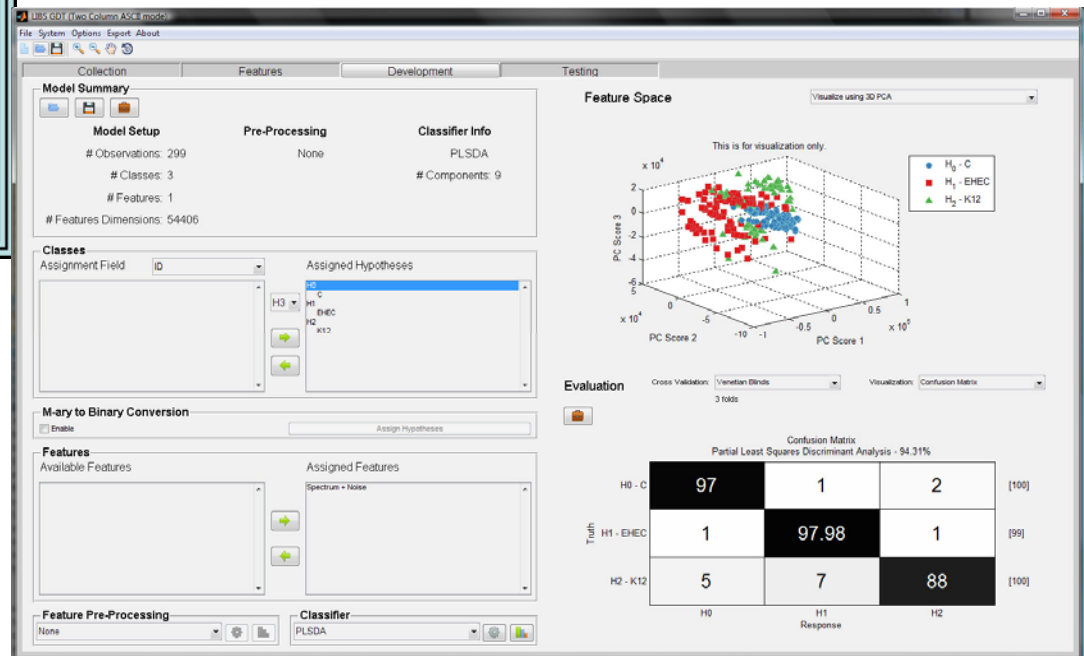 LIBS GDT (Two Column ASCII mode)
File System Options Export About
Collection Features Development Testing
Model Summary
Model Setup Pre-Processing Classifier Info
# Observations: 299 None PLSDA
# Classes: 3 # Components: 9
# Features: 1
# Features Dimensions: 54406
Classes
Assignment Field ID Assigned Hypotheses
H3
H0
C
H1
EHEC
H2
K12
M-ary to Binary Conversion
Enable Assign Hypotheses
Features
Available Features Assigned Features
Spectrum + Noise
Feature Pre-Processing
None
Classifier
PLSDA
Feature Space Visualize using 3D PCA
This is for visualization only.
x 10^4
2
0
-2
-4
-6
PC Score 3
5
0
-5
-10
x 10^4
PC Score 2
-1
-0.5
0
0.5
1
x 10^5
PC Score 1
H0 - C
H1 - EHEC
H2 - K12
Evaluation Cross Validation: Venetian Blinds Visualization: Confusion Matrix
3 folds
Confusion Matrix
Partial Least Squares Discriminant Analysis - 94.31%
Truth
H0 - C 97 1 2 [100]
H1 - EHEC 1 97.98 1 [99]
H2 - K12 5 7 88 [100]
H0 H1 H2
Response